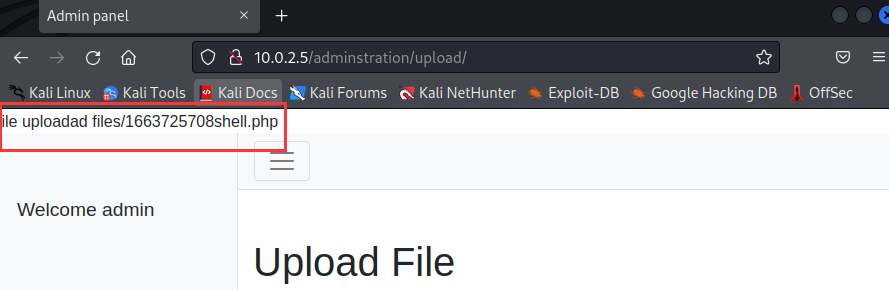 Admin panel
10.0.2.5/adminstration/upload/
Kali Linux Kali Tools Kali Docs Kali Forums Kali NetHunter Exploit-DB Google Hacking DB OffSec
ile uploadad files/1663725708shell.php
Welcome admin
Upload File